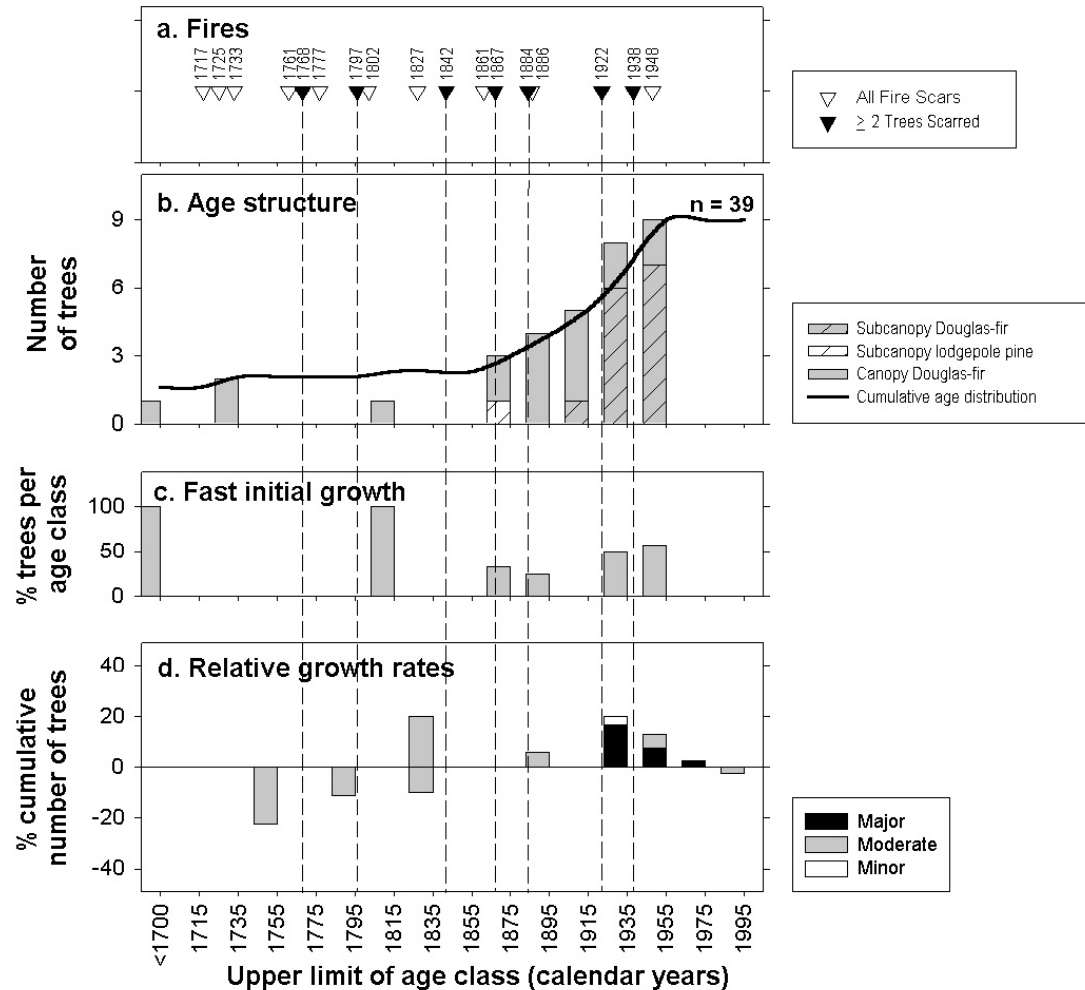 a. Fires
1717
1725
1733
1761
1768
1777
1797
1802
1827
1842
1861
1867
1884
1886
1922
1938
1948
All Fire Scars
≥ 2 Trees Scarred
b. Age structure
n = 39
9
6
3
0
Number
of trees
Subcanopy Douglas-fir
Subcanopy lodgepole pine
Canopy Douglas-fir
Cumulative age distribution
c. Fast initial growth
100
50
0
% trees per
age class
d. Relative growth rates
40
20
0
-20
-40
% cumulative
number of trees
Major
Moderate
Minor
<1700
1715
1735
1755
1775
1795
1815
1835
1855
1875
1895
1915
1935
1955
1975
1995
Upper limit of age class (calendar years)